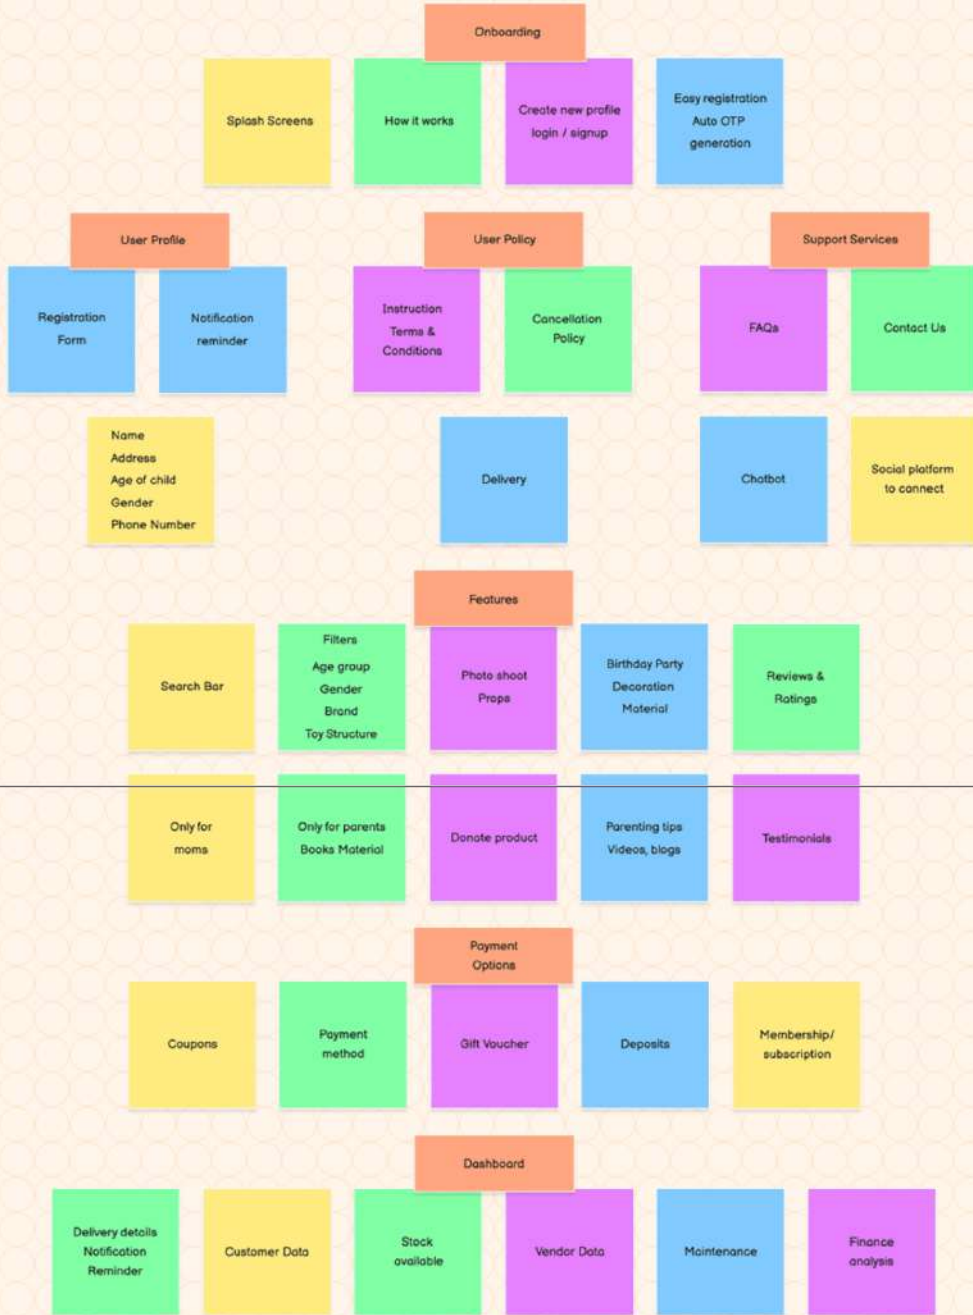 Onboarding
Splash Screens
How it works
Create new profile
login / signup
Easy registration
Auto OTP
generation
User Profile
Registration
Form
Notification
reminder
Name
Address
Age of child
Gender
Phone Number
User Policy
Instruction
Terms &
Conditions
Cancellation
Policy
Delivery
Support Services
FAQs
Contact Us
Chatbot
Social platform
to connect
Features
Search Bar
Filters
Age group
Gender
Brand
Toy Structure
Photo shoot
Props
Birthday Party
Decoration
Material
Reviews &
Ratings
Only for
moms
Only for parents
Books Material
Donate product
Parenting tips
Videos, blogs
Testimonials
Payment
Options
Coupons
Payment
method
Gift Voucher
Deposits
Membership/
subscription
Dashboard
Delivery details
Notification
Reminder
Customer Data
Stock
available
Vendor Data
Maintenance
Finance
analysis